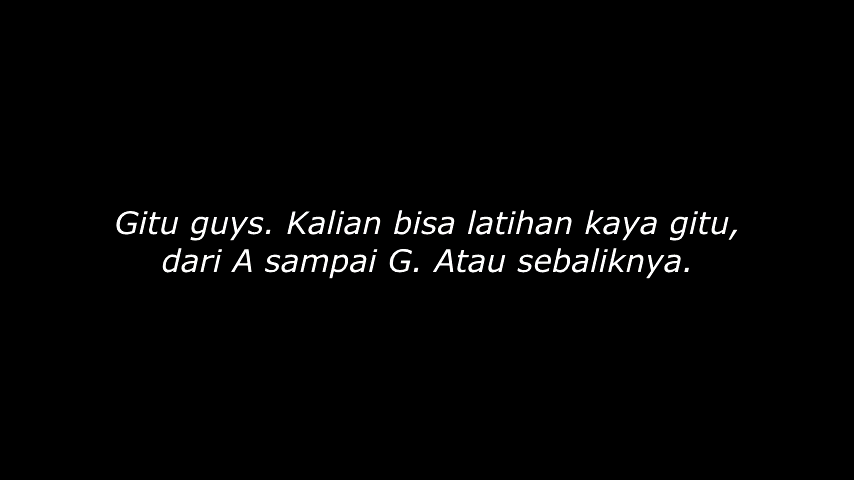 Gitu guys. Kalian bisa latihan kaya gitu,
dari A sampai G. Atau sebaliknya.